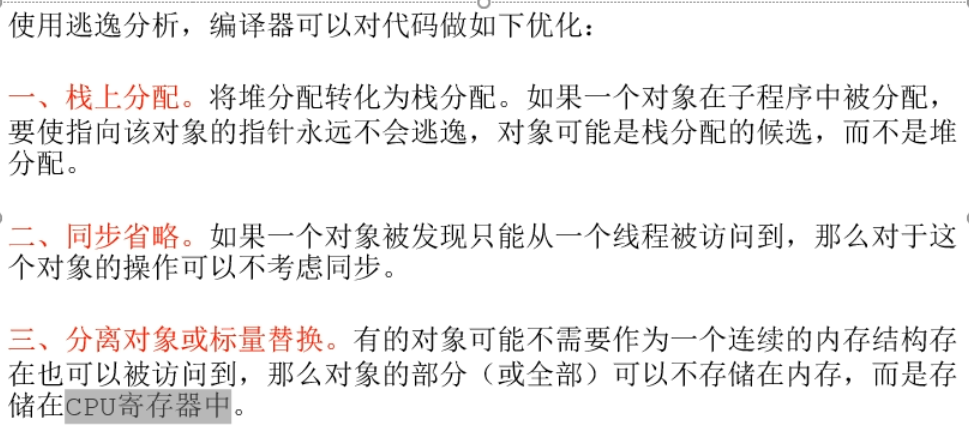 使用逃逸分析，编译器可以对代码做如下优化：
一、栈上分配。将堆分配转化为栈分配。如果一个对象在子程序中被分配，
要使指向该对象的指针永远不会逃逸，对象可能是栈分配的候选，而不是堆
分配。
二、同步省略。如果一个对象被发现只能从一个线程被访问到，那么对于这
个对象的操作可以不考虑同步。
三、分离对象或标量替换。有的对象可能不需要作为一个连续的内存结构存
在也可以被访问到，那么对象的部分（或全部）可以不存储在内存，而是存
储在CPU寄存器中。